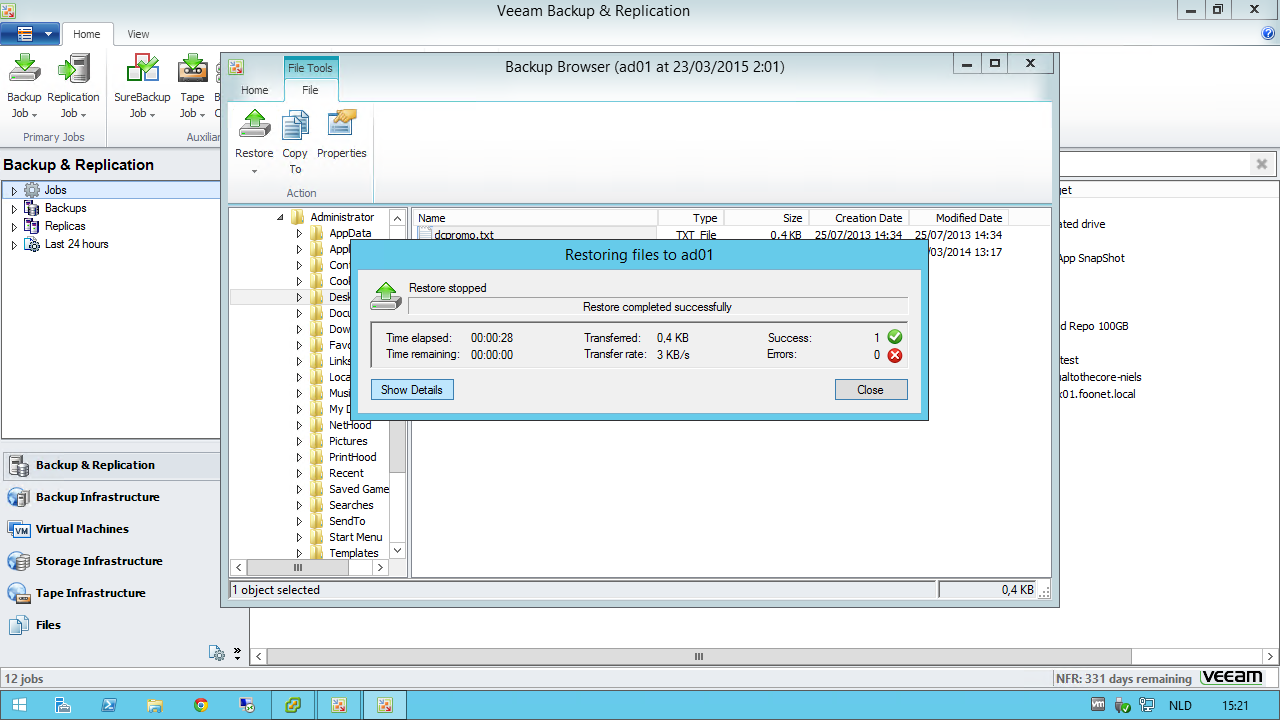 Veeam Backup & Replication
Home View
Backup Job
Replication Job
Primary Jobs
SureBackup Job
Tape Job
B
C
Auxiliar
Backup & Replication
Jobs
Backups
Replicas
Last 24 hours
Backup & Replication
Backup Infrastructure
Virtual Machines
Storage Infrastructure
Tape Infrastructure
Files
File Tools
Backup Browser (ad01 at 23/03/2015 2:01)
Home File
Restore
Copy To
Properties
Action
Administrator
AppData
Appl
Cont
Cook
Desk
Docu
Dow
Favo
Links
Loca
Musi
My D
NetHood
Pictures
PrintHood
Recent
Saved Game
Searches
SendTo
Start Menu
Templates
Name Type Size Creation Date Modified Date
dcpromo.txt TXT File 0,4 KB 25/07/2013 14:34 25/07/2013 14:34
/03/2014 13:17
Restoring files to ad01
Restore stopped
Restore completed successfully
Time elapsed: 00:00:28 Transferred: 0,4 KB Success: 1
Time remaining: 00:00:00 Transfer rate: 3 KB/s Errors: 0
Show Details Close
1 object selected 0,4 KB
get
ated drive
App SnapShot
d Repo 100GB
test
ualtothecore-niels
x01.foonet.local
12 jobs NFR: 331 days remaining veeam
NLD 15:21